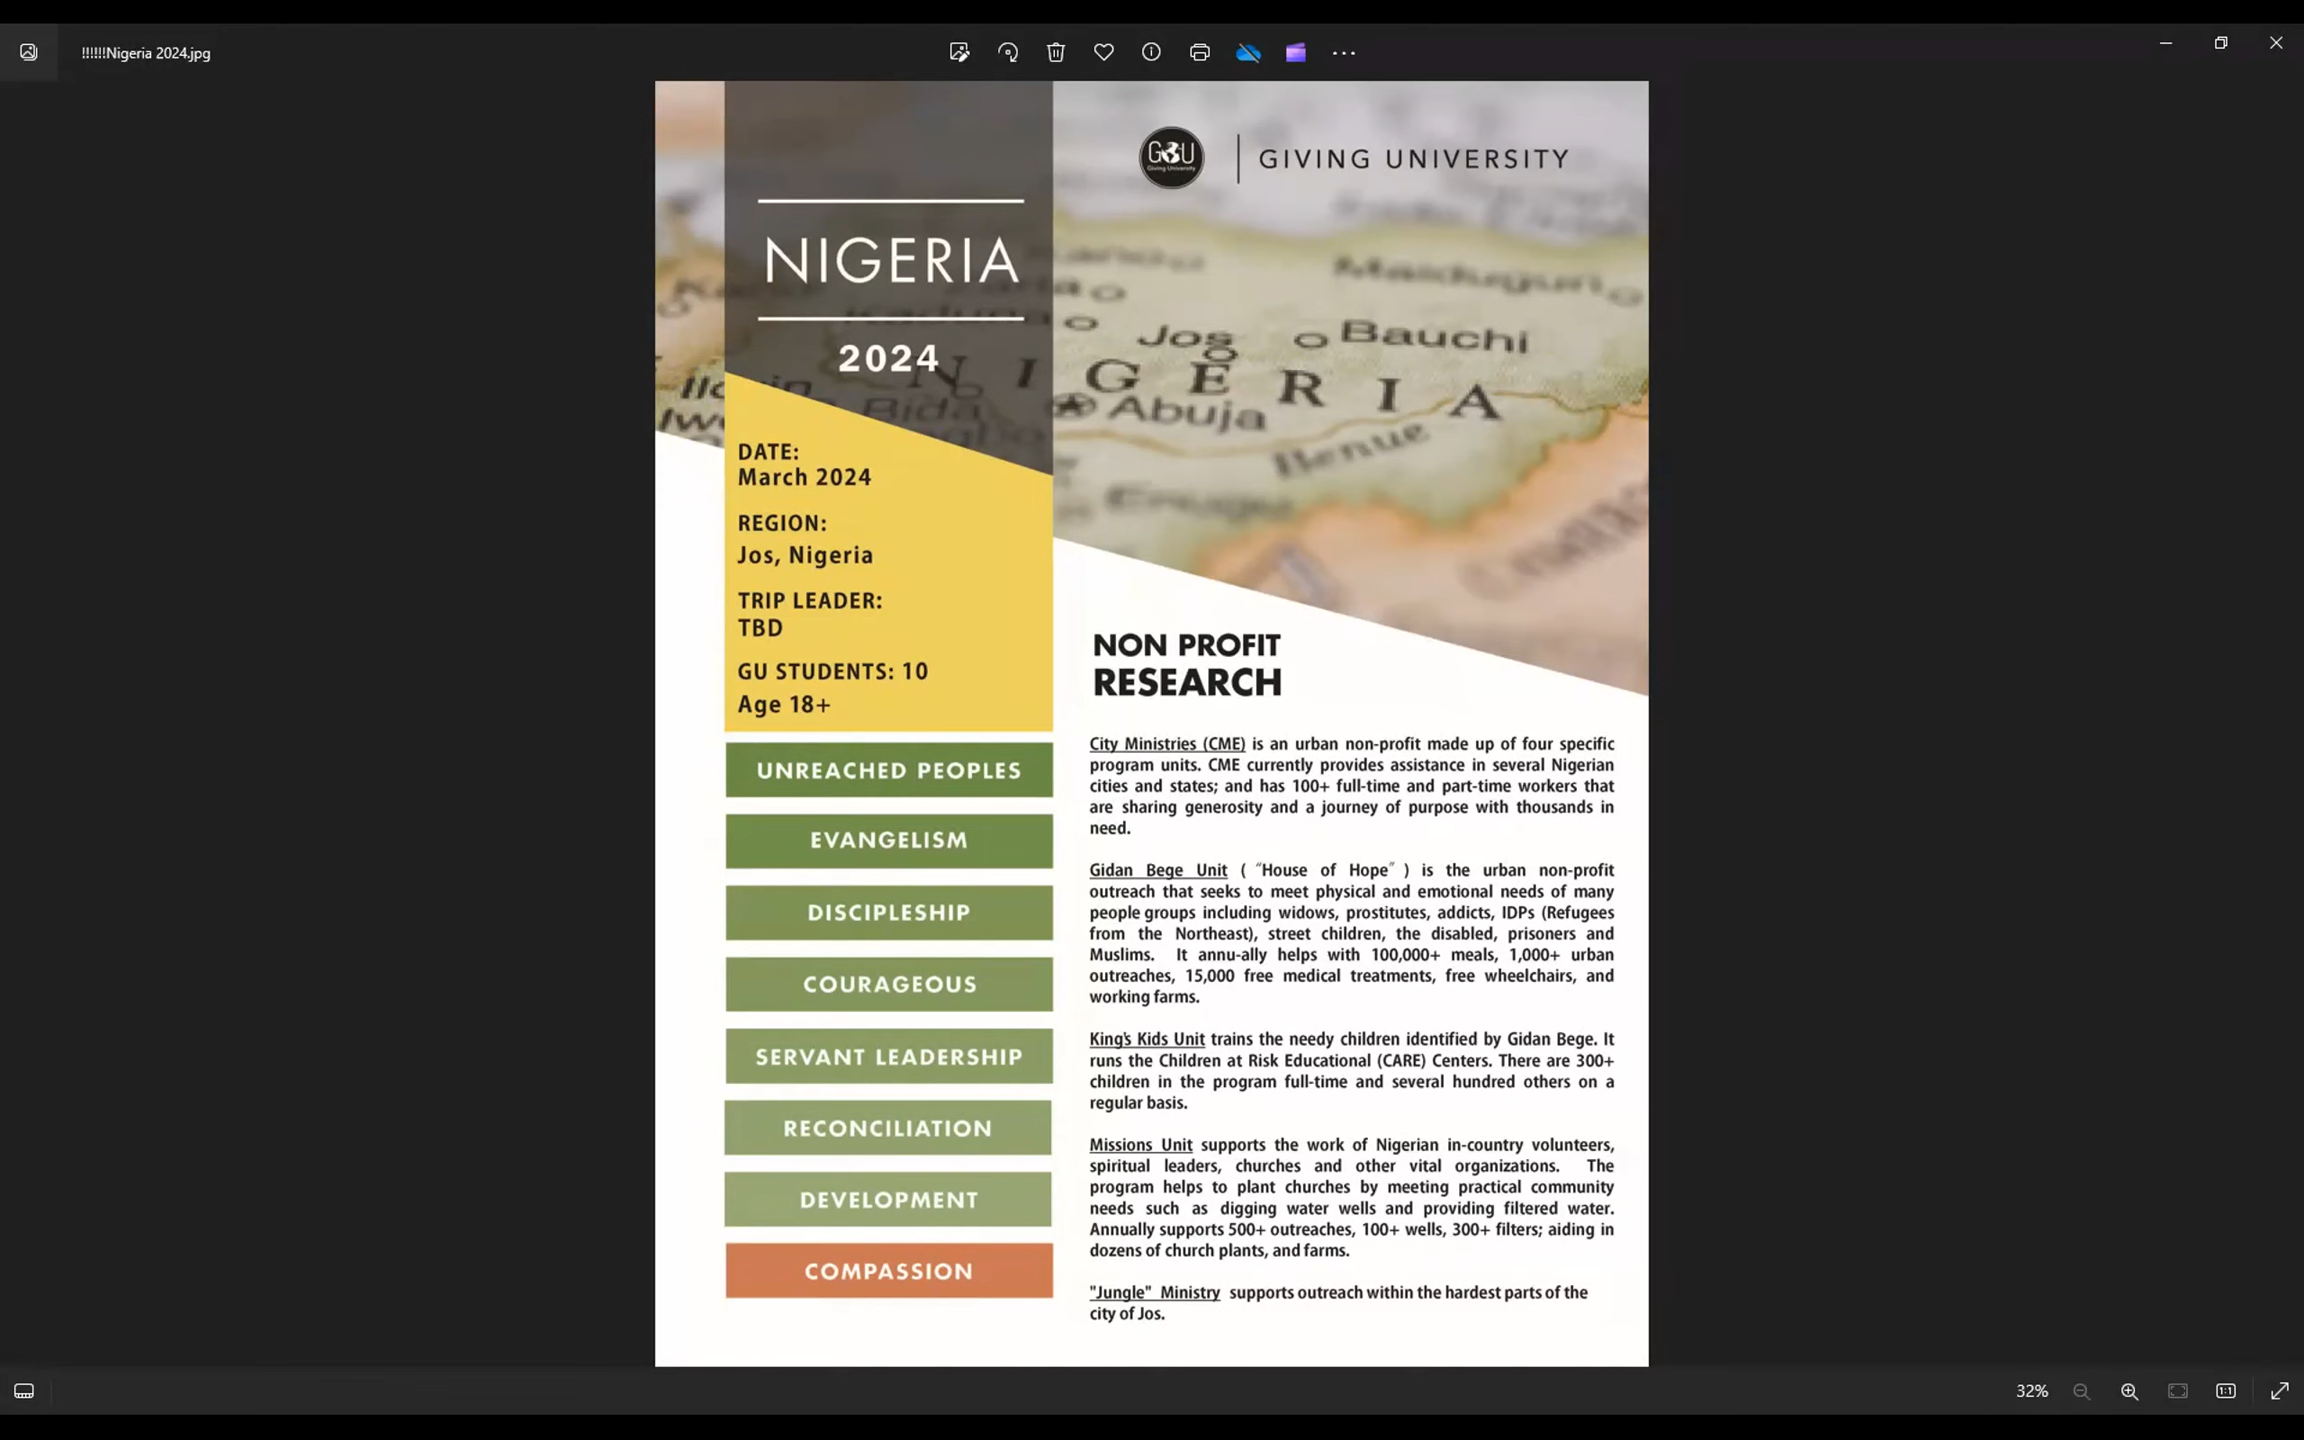 !!!!!!Nigeria 2024.jpg
GU
Giving University
GIVING UNIVERSITY
NIGERIA
2024
Maiduguri
Jos
Bauchi
NIGERIA
Bida
Abuja
Benue
Enugu
DATE:
March 2024
REGION:
Jos, Nigeria
TRIP LEADER:
TBD
GU STUDENTS: 10
Age 18+
UNREACHED PEOPLES
EVANGELISM
DISCIPLESHIP
COURAGEOUS
SERVANT LEADERSHIP
RECONCILIATION
DEVELOPMENT
COMPASSION
NON PROFIT
RESEARCH
City Ministries (CME) is an urban non-profit made up of four specific
program units. CME currently provides assistance in several Nigerian
cities and states; and has 100+ full-time and part-time workers that
are sharing generosity and a journey of purpose with thousands in
need.
Gidan Bege Unit ( "House of Hope" ) is the urban non-profit
outreach that seeks to meet physical and emotional needs of many
people groups including widows, prostitutes, addicts, IDPs (Refugees
from the Northeast), street children, the disabled, prisoners and
Muslims. It annu-ally helps with 100,000+ meals, 1,000+ urban
outreaches, 15,000 free medical treatments, free wheelchairs, and
working farms.
King's Kids Unit trains the needy children identified by Gidan Bege. It
runs the Children at Risk Educational (CARE) Centers. There are 300+
children in the program full-time and several hundred others on a
regular basis.
Missions Unit supports the work of Nigerian in-country volunteers,
spiritual leaders, churches and other vital organizations. The
program helps to plant churches by meeting practical community
needs such as digging water wells and providing filtered water.
Annually supports 500+ outreaches, 100+ wells, 300+ filters; aiding in
dozens of church plants, and farms.
"Jungle" Ministry supports outreach within the hardest parts of the
city of Jos.
32%
1:1